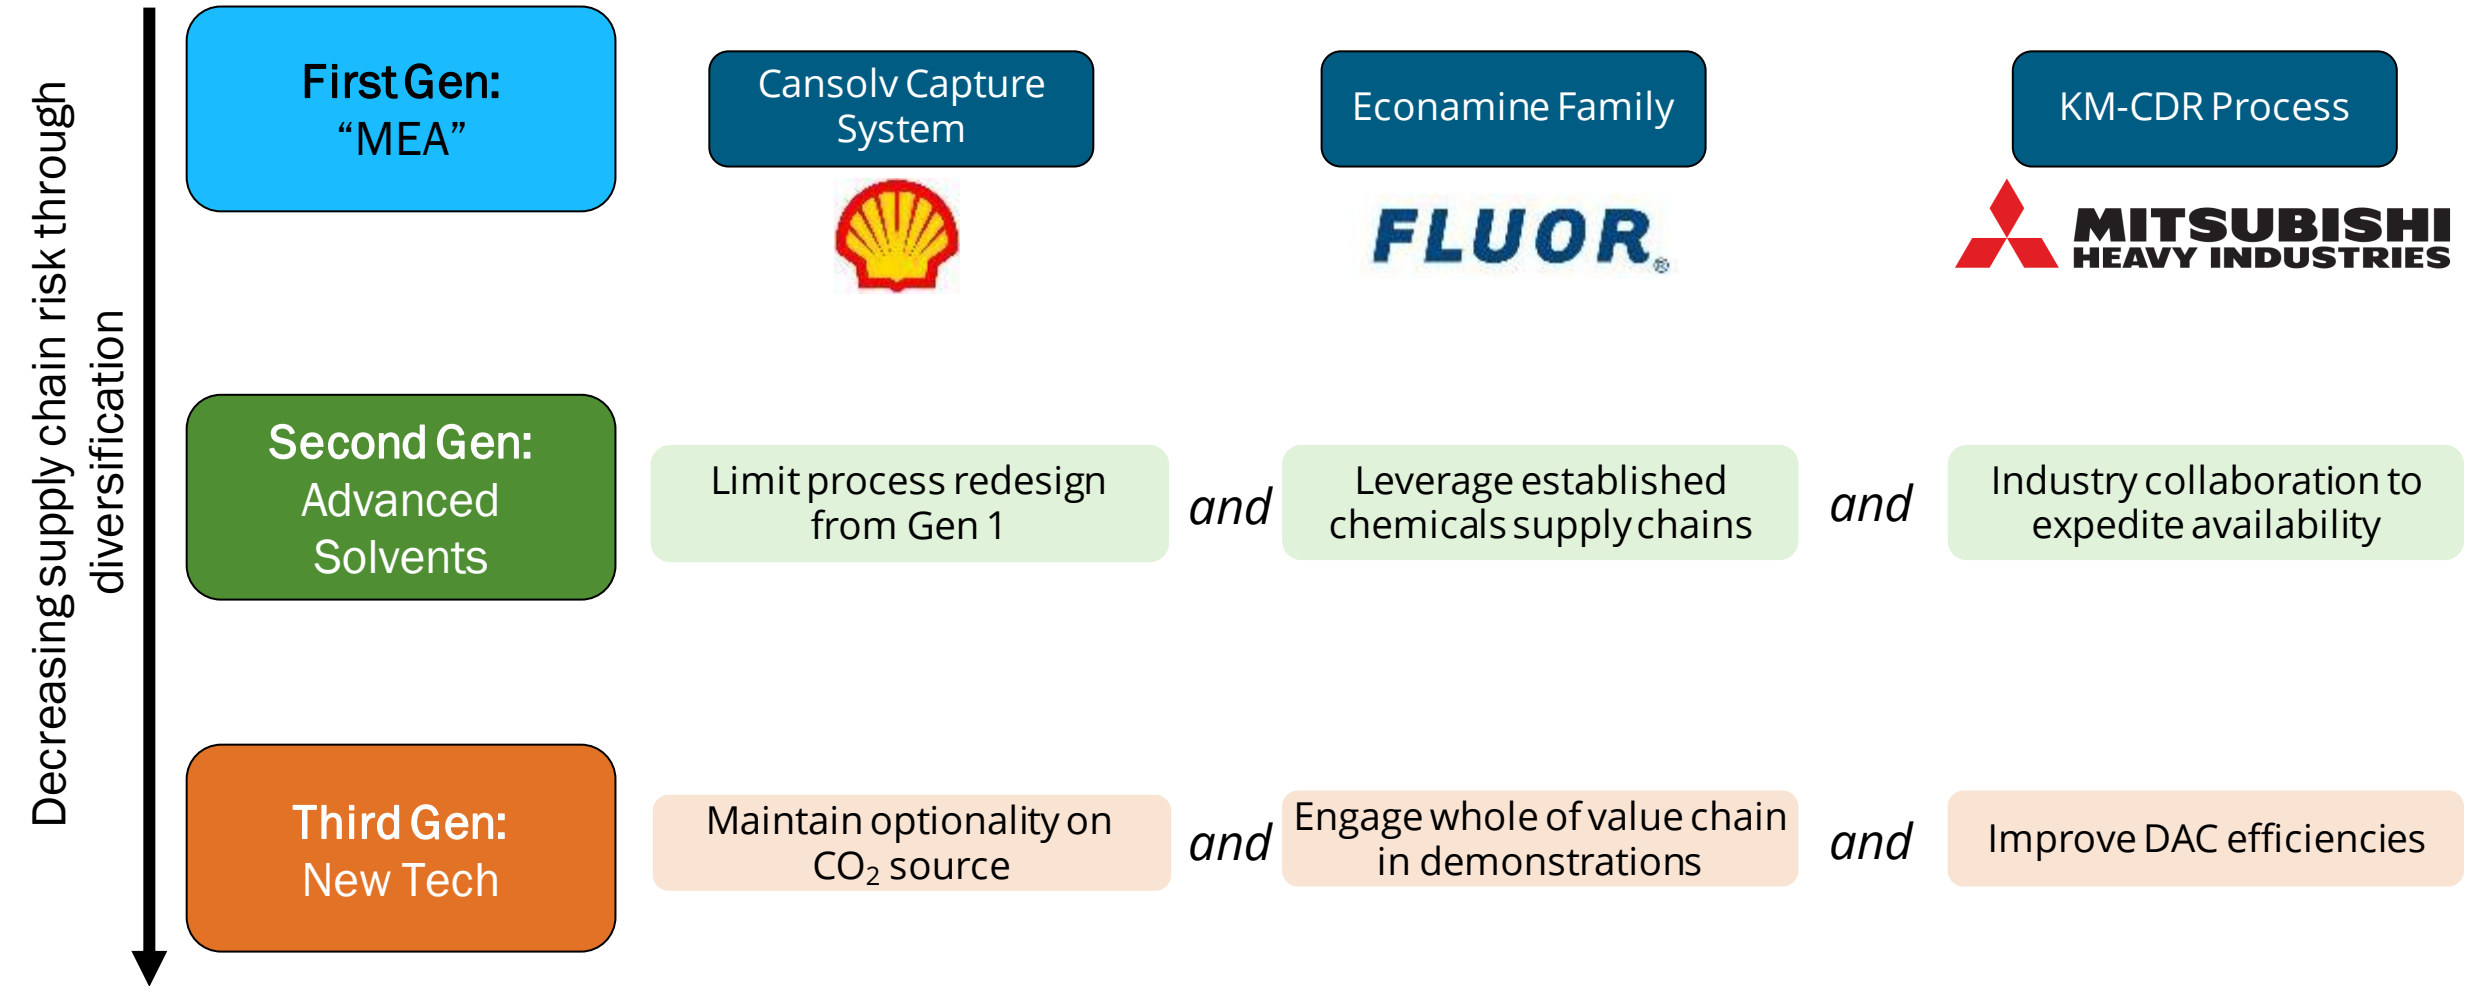 Decreasing supply chain risk through
diversification
First Gen:
“MEA”
Cansolv Capture
System
Econamine Family
KM-CDR Process
FLUOR®
MITSUBISHI
HEAVY INDUSTRIES
Second Gen:
Advanced
Solvents
Limit process redesign
from Gen 1
and
Leverage established
chemicals supply chains
and
Industry collaboration to
expedite availability
Third Gen:
New Tech
Maintain optionality on
CO₂ source
and
Engage whole of value chain
in demonstrations
and
Improve DAC efficiencies